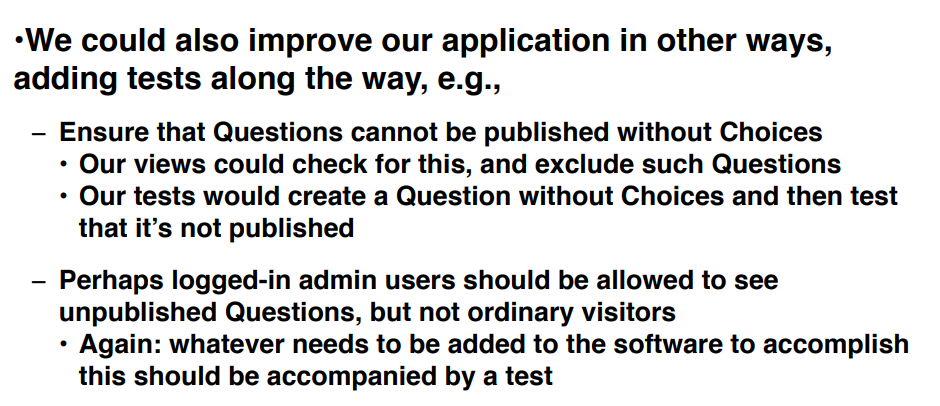 •We could also improve our application in other ways,
adding tests along the way, e.g.,
– Ensure that Questions cannot be published without Choices
• Our views could check for this, and exclude such Questions
• Our tests would create a Question without Choices and then test
that it’s not published
– Perhaps logged-in admin users should be allowed to see
unpublished Questions, but not ordinary visitors
• Again: whatever needs to be added to the software to accomplish
this should be accompanied by a test